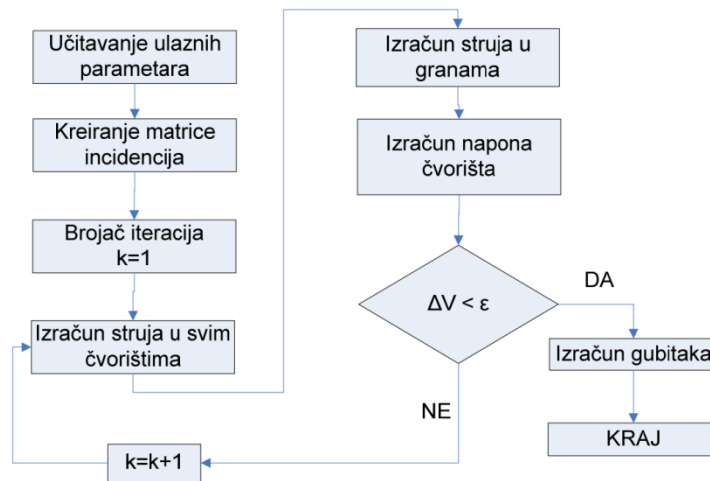 Učitavanje ulaznih
parametara
Kreiranje matrice
incidencija
Brojač iteracija
k=1
Izračun struja u svim
čvorištima
k=k+1
Izračun struja u
granama
Izračun napona
čvorišta
ΔV < ε
DA
NE
Izračun gubitaka
KRAJ